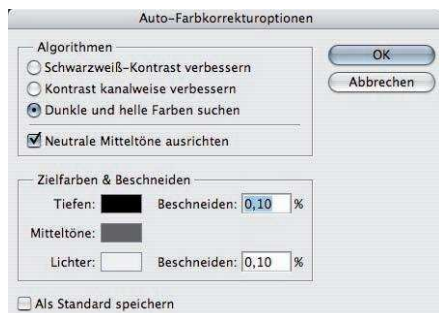 Auto-Farbkorrekturoptionen
Algorithmen
Schwarzweiß-Kontrast verbessern
Kontrast kanalweise verbessern
Dunkle und helle Farben suchen
Neutrale Mitteltöne ausrichten
OK
Abbrechen
Zielfarben & Beschneiden
Tiefen: Beschneiden: 0,10 %
Mitteltöne:
Lichter: Beschneiden: 0,10 %
Als Standard speichern